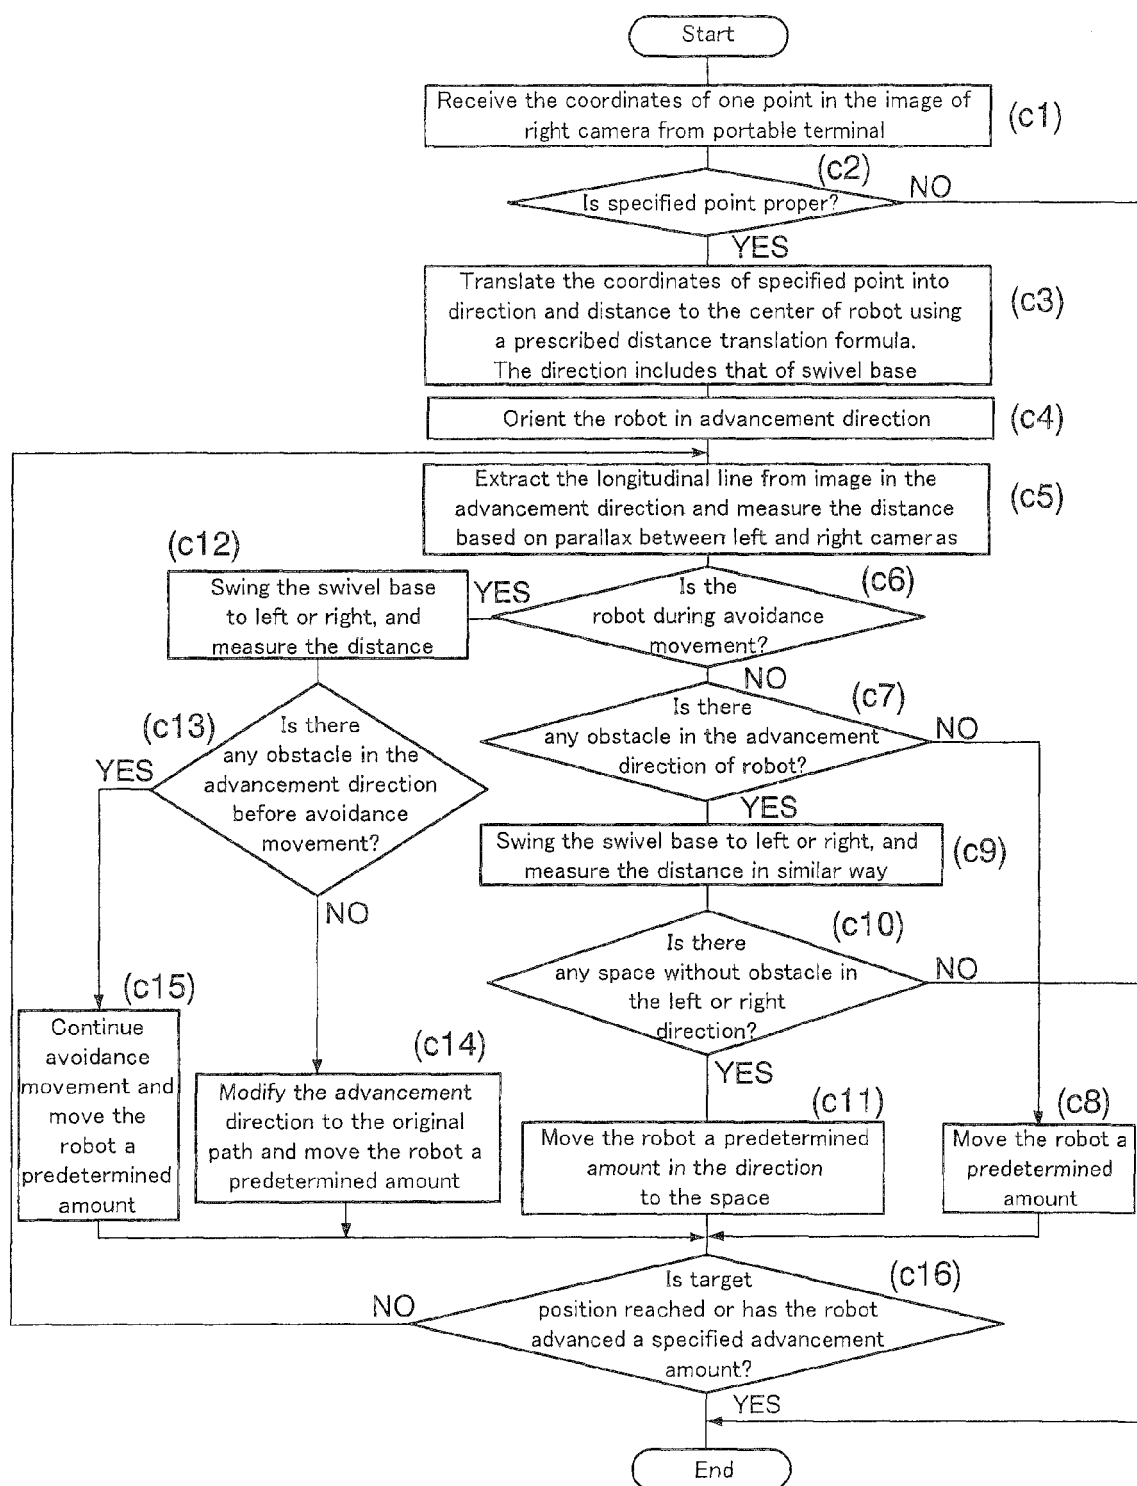 Start
Receive the coordinates of one point in the image of
right camera from portable terminal
(c1)
(c2)
NO
Is specified point proper?
YES
Translate the coordinates of specified point into
direction and distance to the center of robot using
a prescribed distance translation formula.
The direction includes that of swivel base
(c3)
Orient the robot in advancement direction
(c4)
Extract the longitudinal line from image in the
advancement direction and measure the distance
based on parallax between left and right cameras
(c5)
(c12)
Swing the swivel base
to left or right, and
measure the distance
YES
(c6)
Is the
robot during avoidance
movement?
NO
(c7)
Is there
any obstacle in the advancement
direction of robot?
NO
YES
(c13)
YES
Is there
any obstacle in the
advancement direction
before avoidance
movement?
NO
Swing the swivel base to left or right, and
measure the distance in similar way
(c9)
(c10)
Is there
any space without obstacle in
the left or right
direction?
NO
YES
(c15)
Continue
avoidance
movement and
move the
robot a
predetermined
amount
(c14)
Modify the advancement
direction to the original
path and move the robot a
predetermined amount
(c11)
Move the robot a predetermined
amount in the direction
to the space
(c8)
Move the robot a
predetermined
amount
(c16)
NO
Is target
position reached or has the robot
advanced a specified advancement
amount?
YES
End